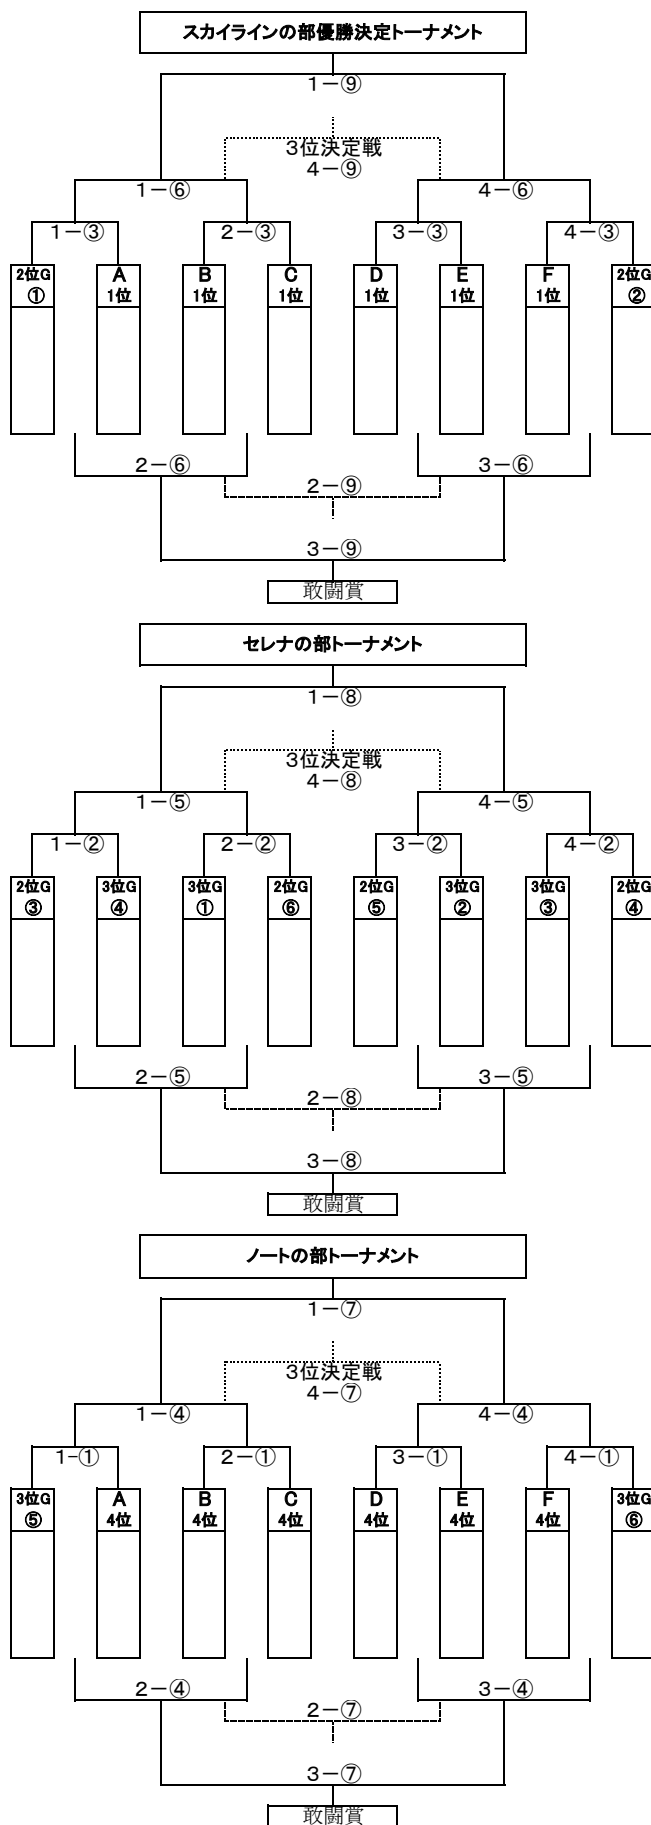 スカイラインの部優勝決定トーナメント
1－⑨
3位決定戦
4－⑨
1－⑥ 4－⑥
1－③ 2－③ 3－③ 4－③
2位G A B C D E F 2位G
① 1位 1位 1位 1位 1位 1位 ②
2－⑥ 3－⑥
2－⑨
3－⑨
敢闘賞
セレナの部トーナメント
1－⑧
3位決定戦
4－⑧
1－⑤ 4－⑤
1－② 2－② 3－② 4－②
2位G 3位G 3位G 2位G 2位G 3位G 3位G 2位G
③ ④ ① ⑥ ⑤ ② ③ ④
2－⑤ 3－⑤
2－⑧
3－⑧
敢闘賞
ノートの部トーナメント
1－⑦
3位決定戦
4－⑦
1－④ 4－④
1-① 2－① 3－① 4－①
3位G A B C D E F 3位G
⑤ 4位 4位 4位 4位 4位 4位 ⑥
2－④ 3－④
2－⑦
3－⑦
敢闘賞